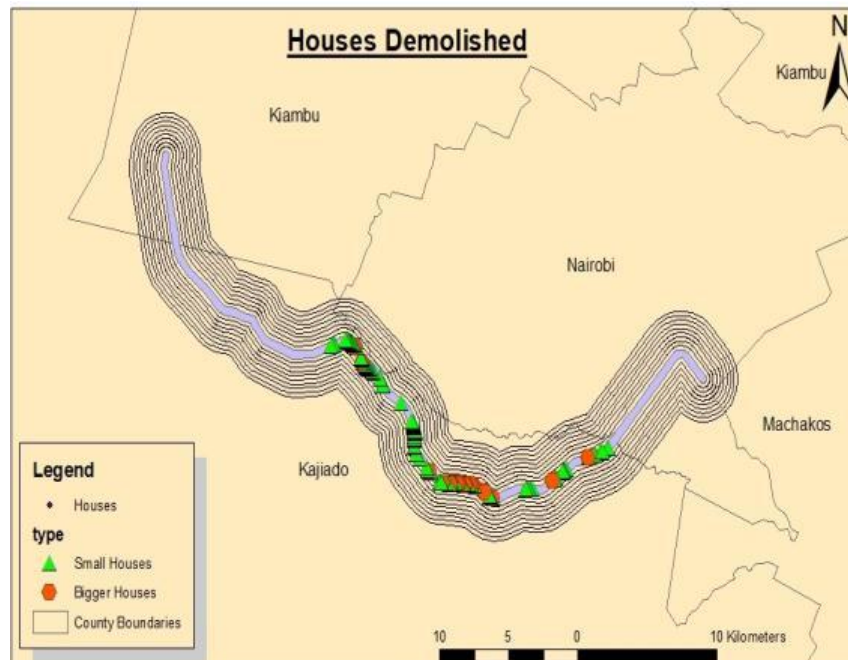 Houses Demolished
N
Kiambu
Kiambu
Nairobi
Machakos
Kajiado
Legend
Houses
type
Small Houses
Bigger Houses
County Boundaries
10 5 0 10 Kilometers